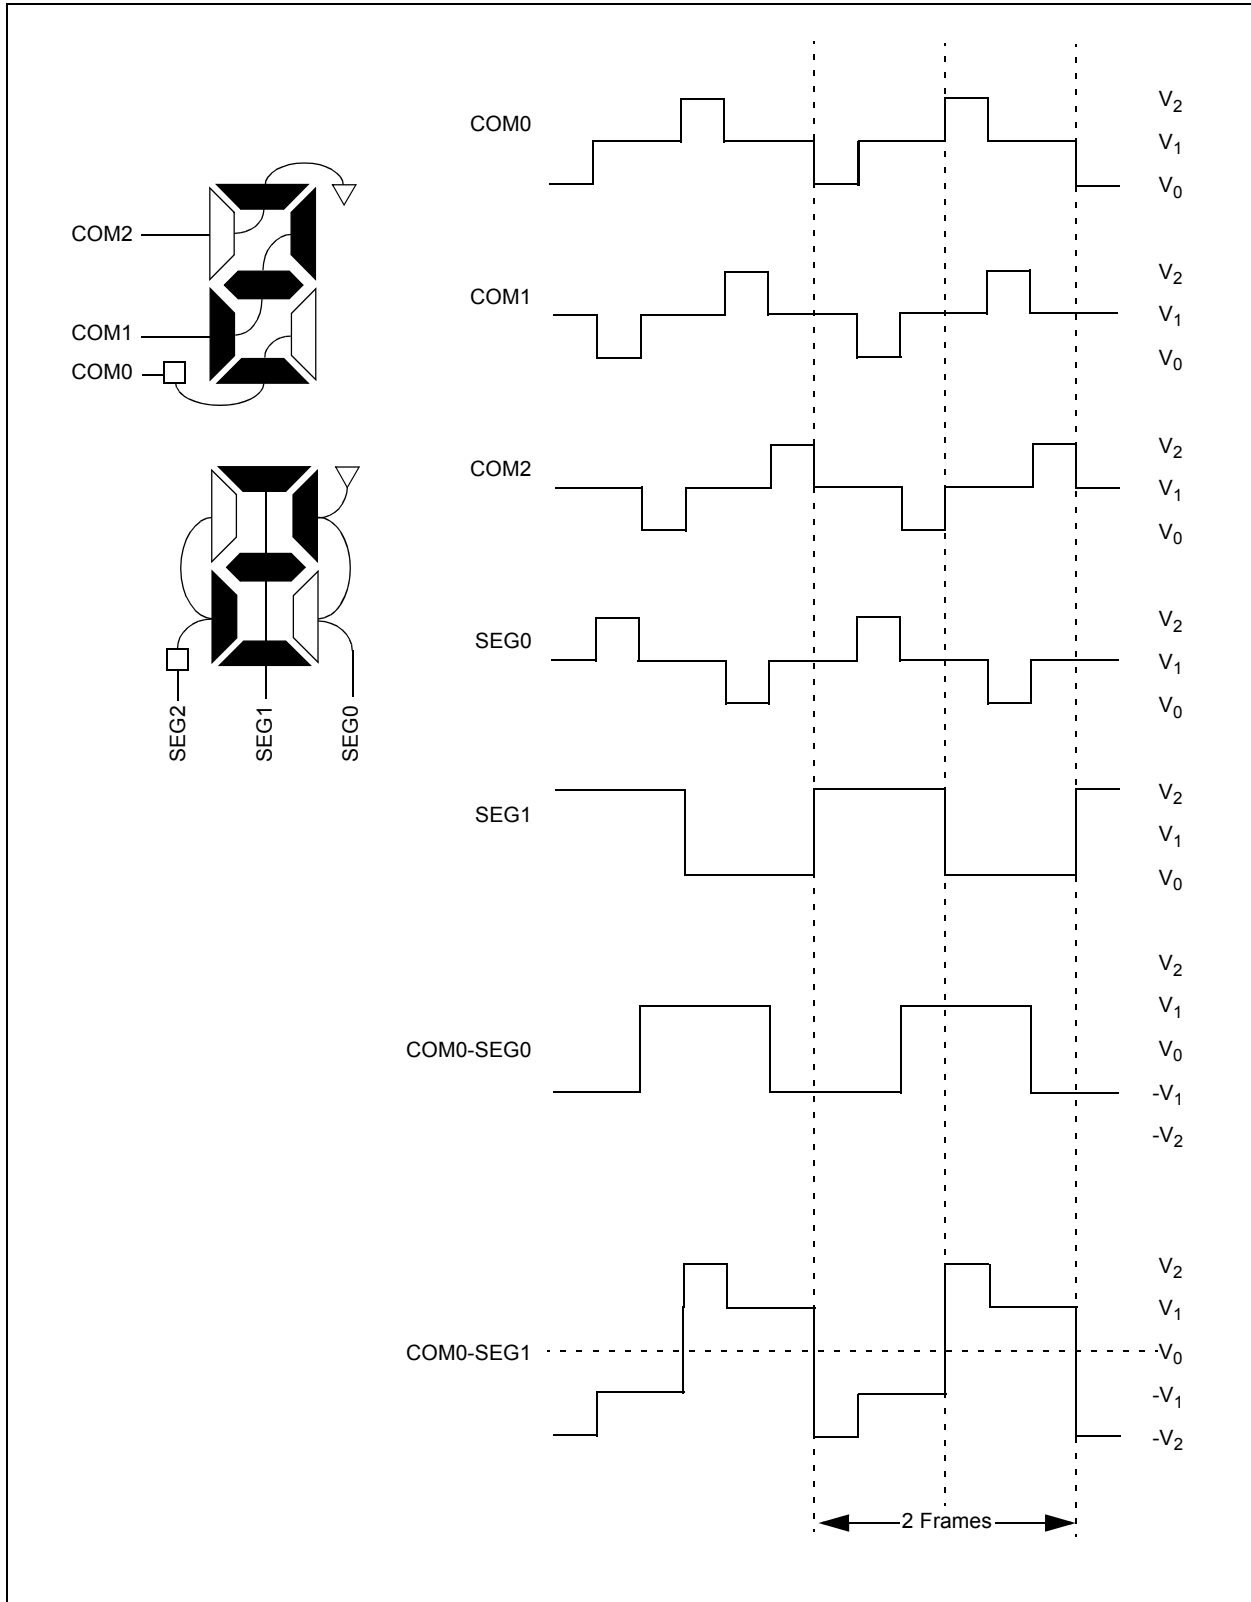 COM2
COM1
COM0
SEG2
SEG1
SEG0
COM0
V2
V1
V0
COM1
V2
V1
V0
COM2
V2
V1
V0
SEG0
V2
V1
V0
SEG1
V2
V1
V0
COM0-SEG0
V2
V1
V0
-V1
-V2
COM0-SEG1
V2
V1
V0
-V1
-V2
2 Frames